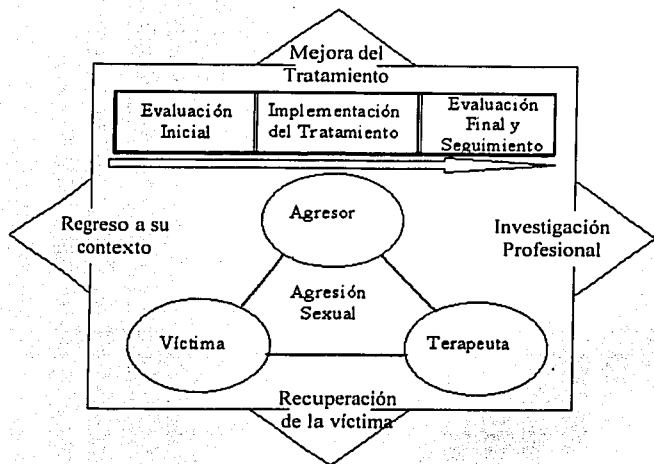 Mejora del
Tratamiento
Evaluación
Inicial
Implementación
del Tratamiento
Evaluación
Final y
Seguimiento
Regreso a su
contexto
Agresor
Investigación
Profesional
Agresión
Sexual
Víctima
Terapeuta
Recuperación
de la víctima